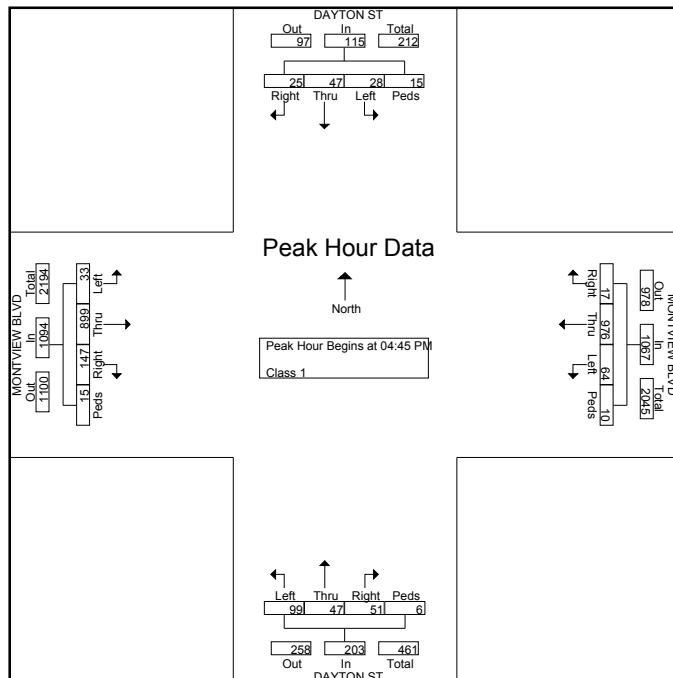 DAYTON ST
Out In Total
97 115 212
25 47 28 15
Right Thru Left Peds
Peak Hour Data
North
Peak Hour Begins at 04:45 PM
Class 1
MONTVIEW BLVD
Out In Total
1100 1094 2194
33 899 147 15
Left Thru Right Peds
Right Thru Left Peds
17 976 64 10
Out In Total
978 1067 2045
MONTVIEW BLVD
Left Thru Right Peds
99 47 51 6
258 203 461
Out In Total
DAYTON ST